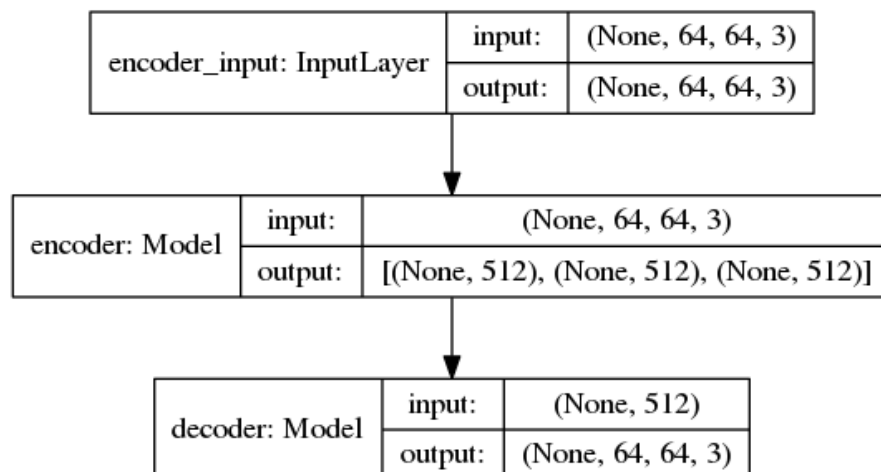 encoder_input: InputLayer
input: (None, 64, 64, 3)
output: (None, 64, 64, 3)
encoder: Model
input: (None, 64, 64, 3)
output: [(None, 512), (None, 512), (None, 512)]
decoder: Model
input: (None, 512)
output: (None, 64, 64, 3)